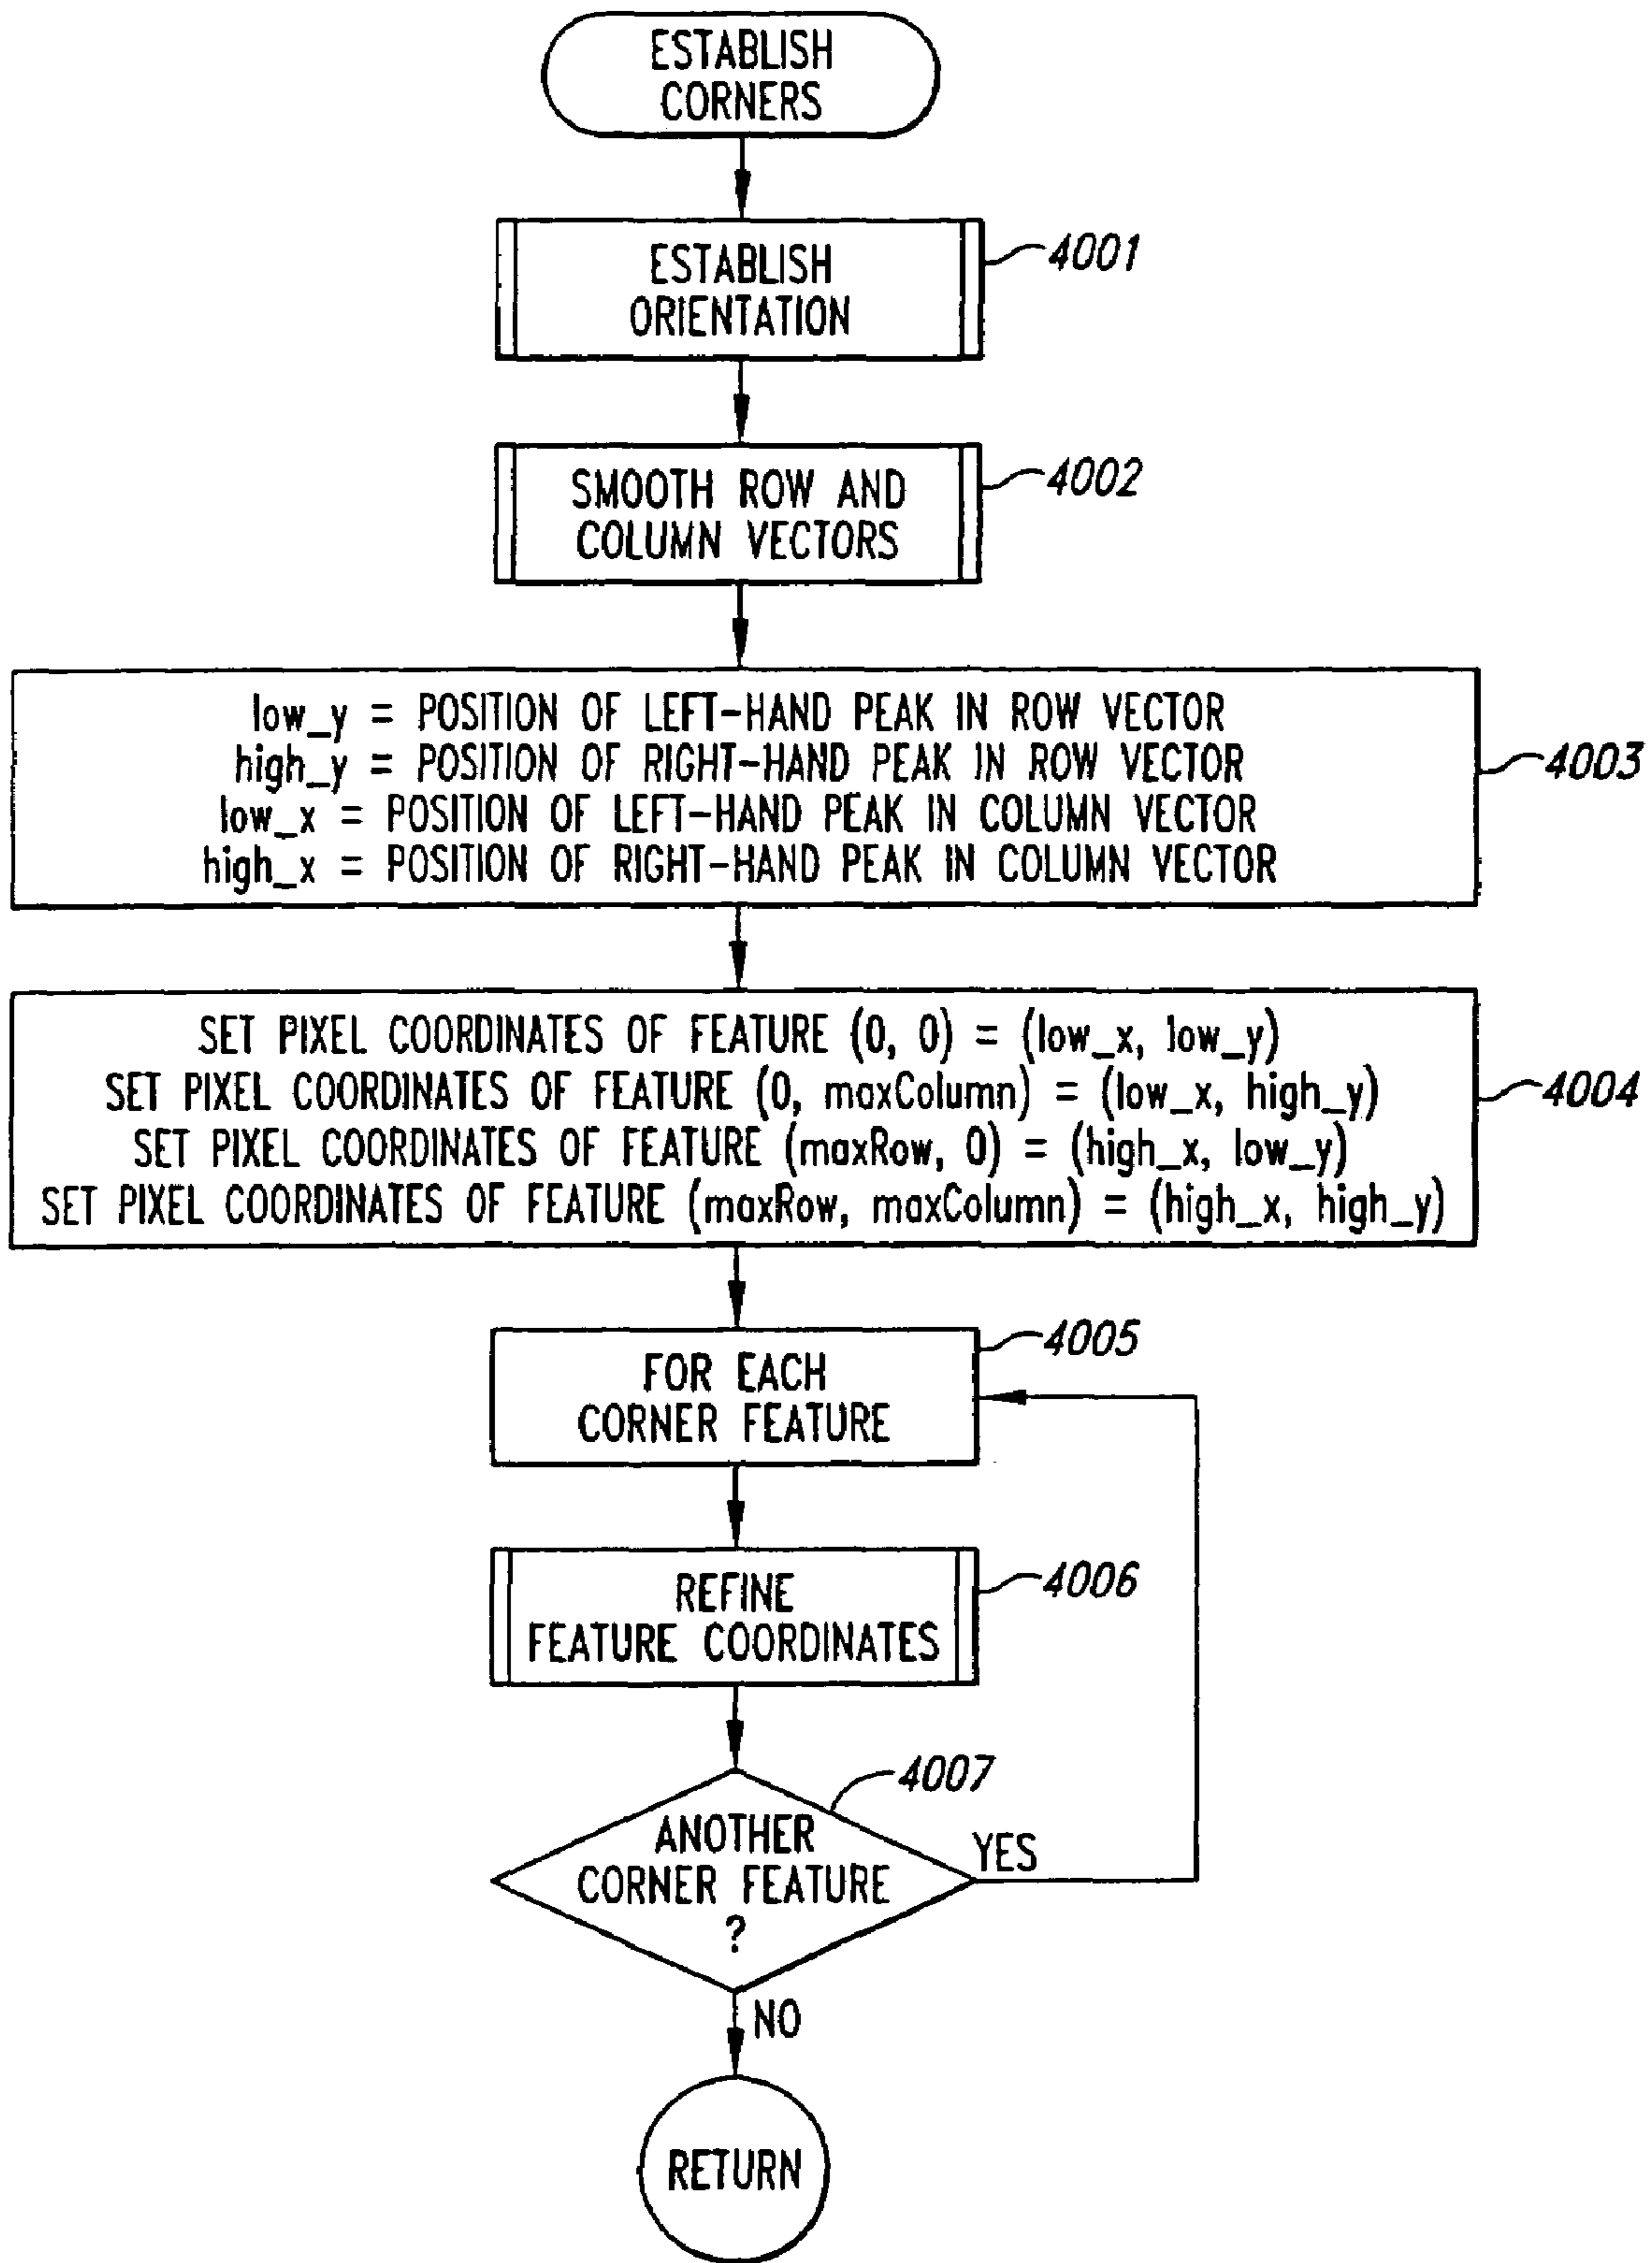 ESTABLISH
CORNERS
ESTABLISH
ORIENTATION
4001
SMOOTH ROW AND
COLUMN VECTORS
4002
low_y = POSITION OF LEFT-HAND PEAK IN ROW VECTOR
high_y = POSITION OF RIGHT-HAND PEAK IN ROW VECTOR
low_x = POSITION OF LEFT-HAND PEAK IN COLUMN VECTOR
high_x = POSITION OF RIGHT-HAND PEAK IN COLUMN VECTOR
4003
SET PIXEL COORDINATES OF FEATURE (0, 0) = (low_x, low_y)
SET PIXEL COORDINATES OF FEATURE (0, maxColumn) = (low_x, high_y)
SET PIXEL COORDINATES OF FEATURE (maxRow, 0) = (high_x, low_y)
SET PIXEL COORDINATES OF FEATURE (maxRow, maxColumn) = (high_x, high_y)
4004
FOR EACH
CORNER FEATURE
4005
REFINE
FEATURE COORDINATES
4006
ANOTHER
CORNER FEATURE
?
4007
YES
NO
RETURN